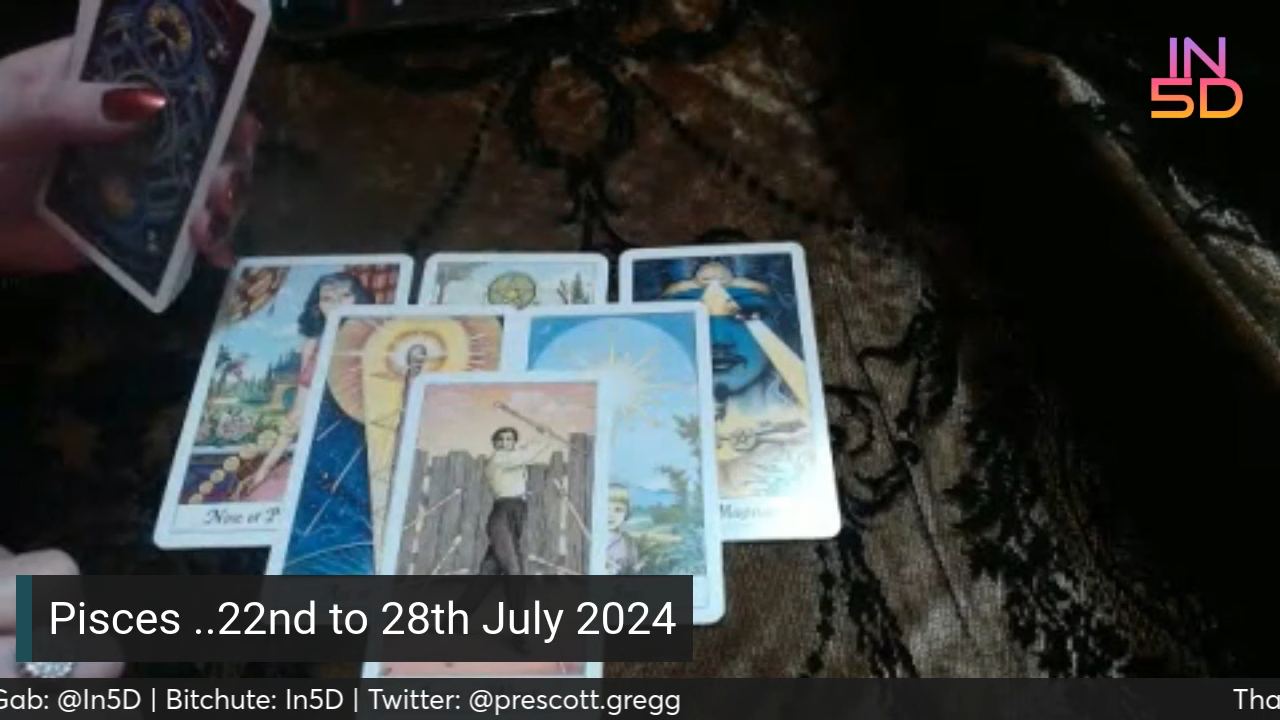 IN
5D
Nine of P
Magi
Pisces ..22nd to 28th July 2024
Gab: @In5D | Bitchute: In5D | Twitter: @prescott.gregg
Tha